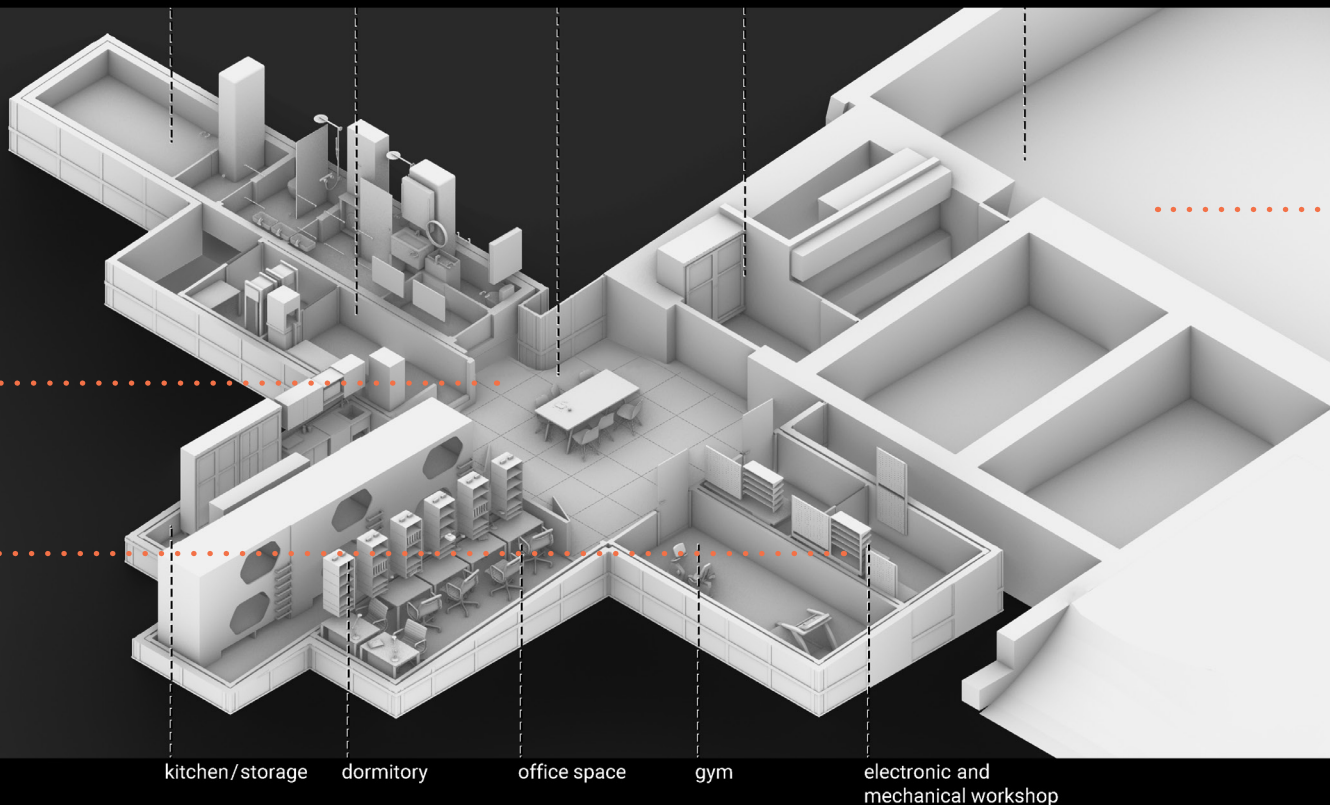 kitchen/storage
dormitory
office space
gym
electronic and
mechanical workshop